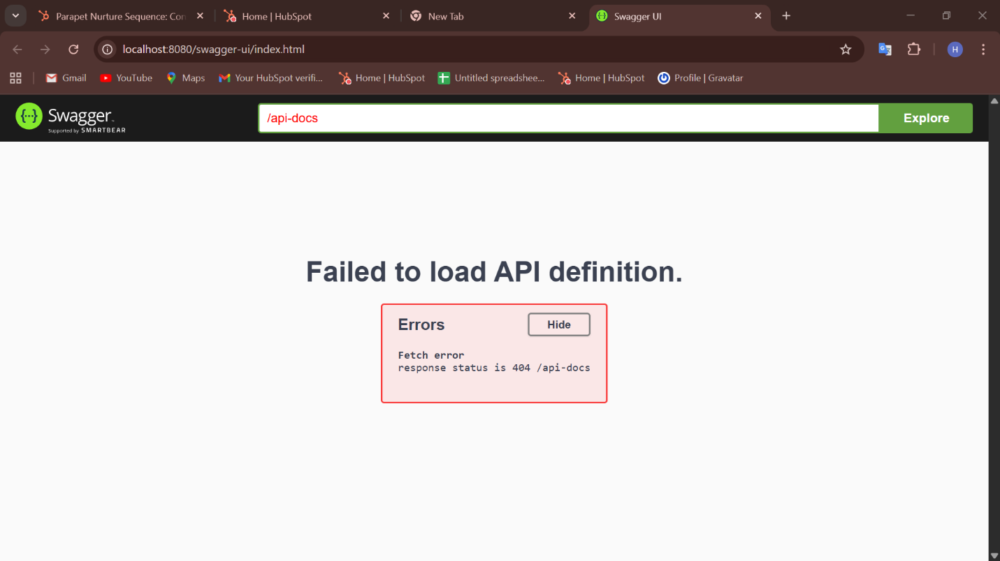 Parapet Nurture Sequence: Con
Home | HubSpot
New Tab
Swagger UI
localhost:8080/swagger-ui/index.html
H
Gmail
YouTube
Maps
Your HubSpot verifi...
Home | HubSpot
Untitled spreadshee...
Home | HubSpot
Profile | Gravatar
Swagger
Supported by SMARTBEAR
/api-docs
Explore
Failed to load API definition.
Errors
Hide
Fetch error
response status is 404 /api-docs